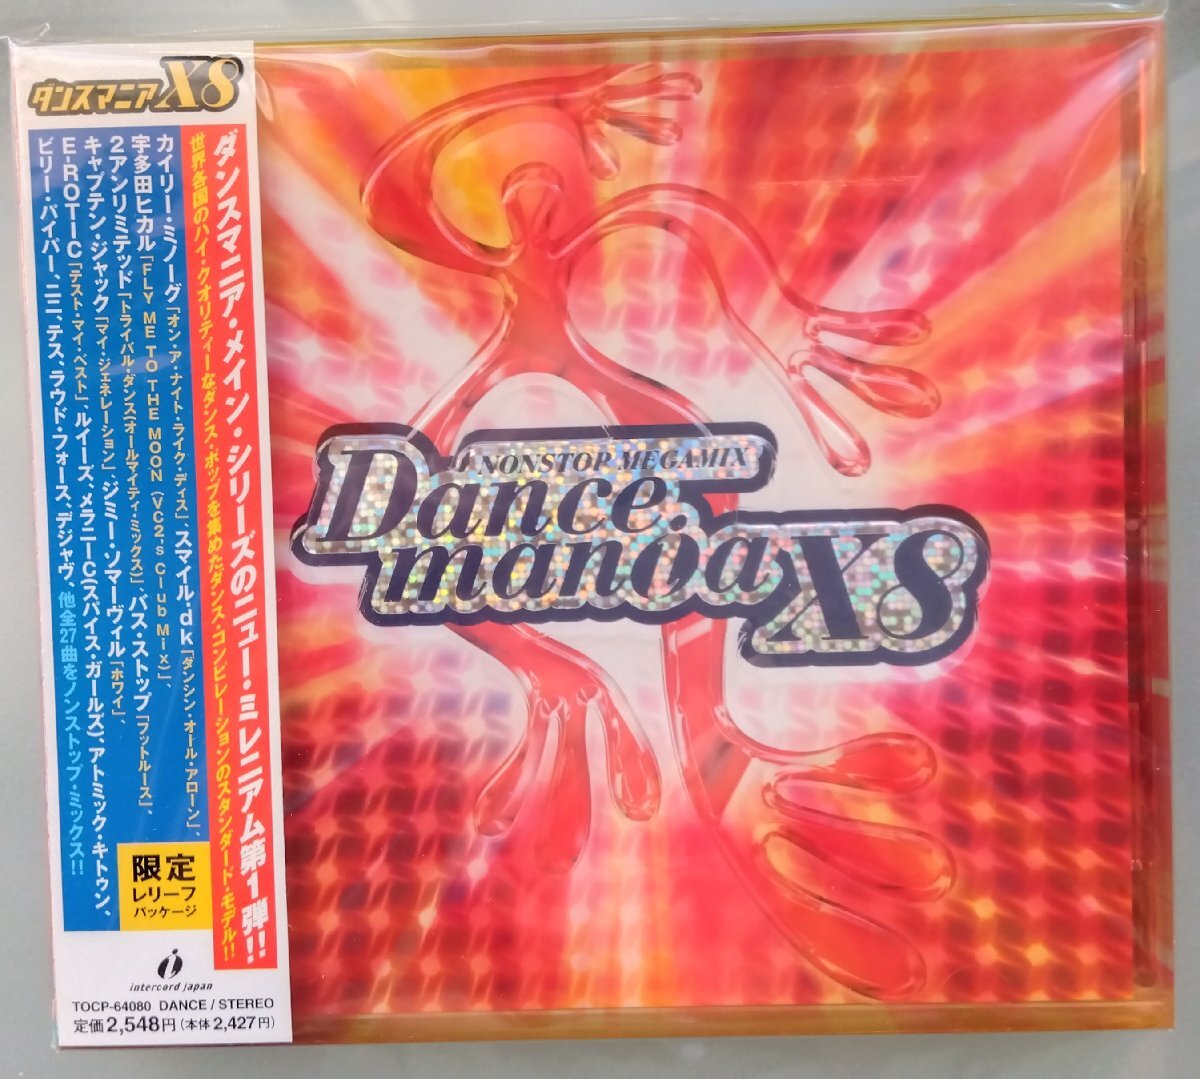 ダンスマニアX8
ダンスマニア・メイン・シリーズのニュー・ミレニアム第1弾!!
世界各国のハイ・クオリティーなダンス・ポップを集めたダンス・コンピレーションのスタンダード・モデル!!
カイリー・ミノーグ「オン・ア・ナイト・ライク・ディス」、スマイル.dk「ダンシン・オール・アローン」、
宇多田ヒカル「FLY ME TO THE MOON (VC2's Club Mix)」、
2アンリミテッド「トライバル・ダンス(オールマイティ・ミックス)」、バス・ストップ「フットルース」、
キャプテン・ジャック「マイ・ジェネレーション」、ジミー・ソマーヴィル「ホワイ」、
E-ROTIC「テスト・マイ・ベスト」、ルイーズ、メラニーC(スパイス・ガールズ)、アトミック・キトゥン、
ビリー・パイパー、ニニ、テス、ラウド・フォース、デジャヴ、他全27曲をノンストップ・ミックス!!
限定
レリーフ
パッケージ
intercord japan
TOCP-64080 DANCE / STEREO
定価2,548円(本体2,427円)
NONSTOP MEGAMIX
Dance
mania X8